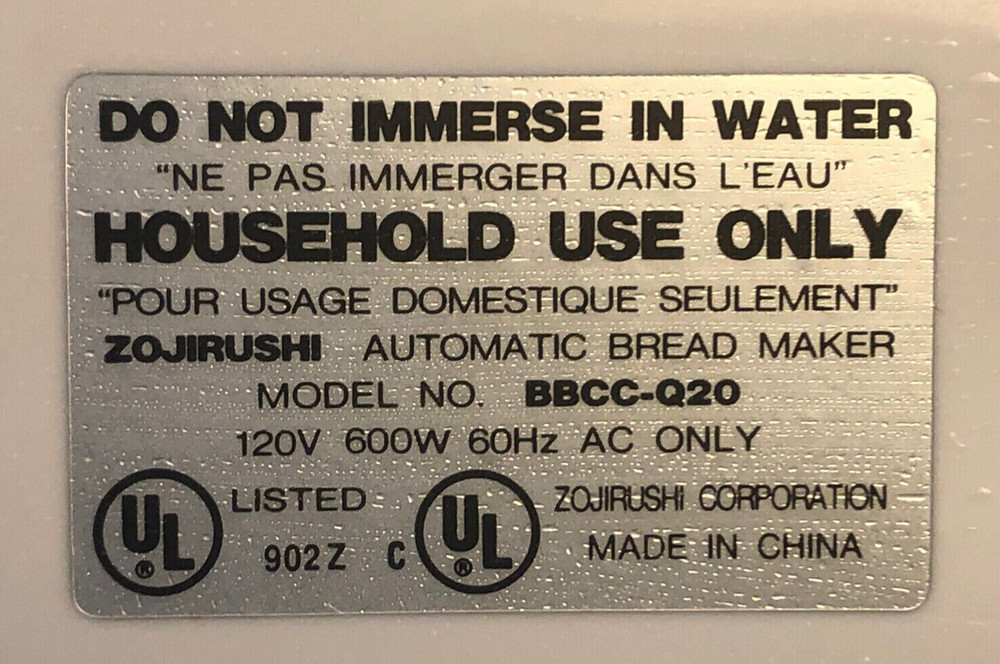 DO NOT IMMERSE IN WATER
“NE PAS IMMERGER DANS L'EAU”
HOUSEHOLD USE ONLY
“POUR USAGE DOMESTIQUE SEULEMENT”
ZOJIRUSHI AUTOMATIC BREAD MAKER
MODEL NO. BBCC-Q20
120V 600W 60Hz AC ONLY
UL ® LISTED C UL ® ZOJIRUSHI CORPORATION
902Z MADE IN CHINA